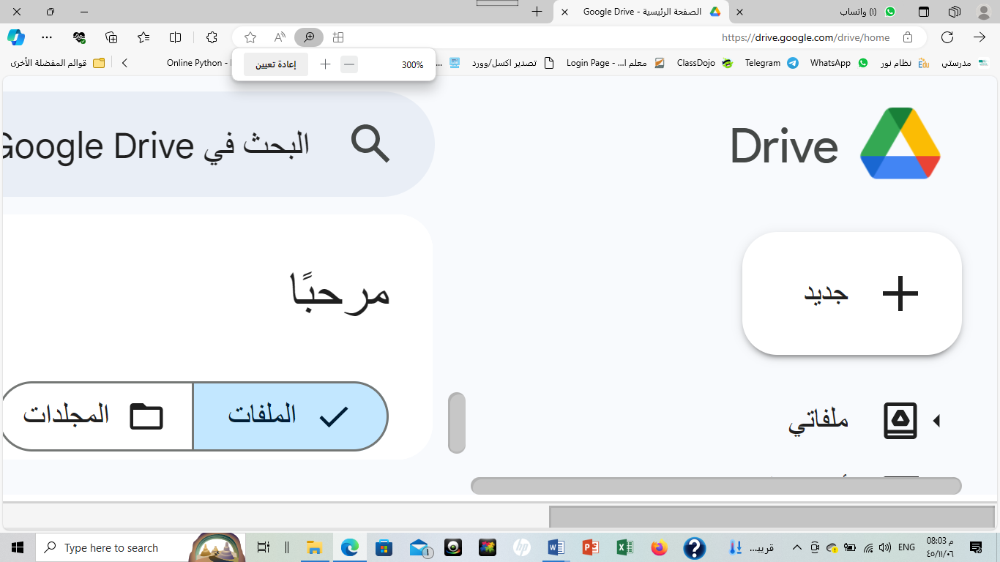 (1) واتساب
الصفحة الرئيسية - Google Drive
https://drive.google.com/drive/home
مدرستي
نظام نور
WhatsApp
Telegram
ClassDojo
Login Page - معلم ا...
تصدير اكسل/وورد
Online Python -
قوائم المفضلة الأخرى
300%
إعادة تعيين
Drive
البحث في Google Drive
جديد
مرحبًا
ملفاتي
الملفات
المجلدات
Type here to search
قريبـ...
ENG
08:03 م
٤٥/١١/٠٦